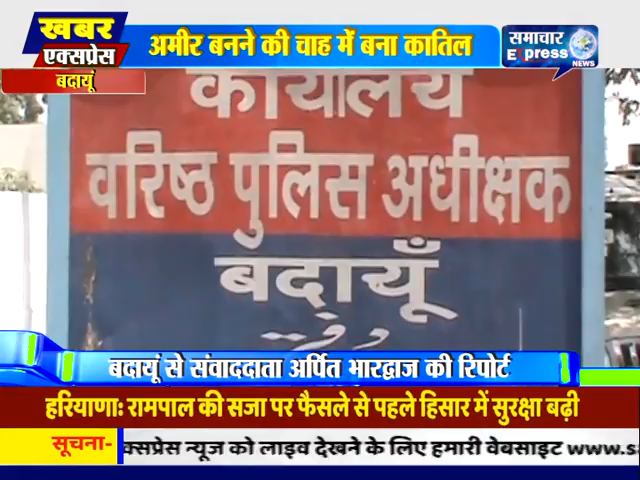 खबर
एक्सप्रेस
अमीर बनने की चाह में बना कातिल
समाचार
Express
NEWS
बदायूं
कार्यालय
वरिष्ठ पुलिस अधीक्षक
बदायूँ
बदायूं से संवाददाता अर्पित भारद्वाज की रिपोर्ट
हरियाणाः रामपाल की सजा पर फैसले से पहले हिसार में सुरक्षा बढ़ी
सूचना- क्सप्रेस न्यूज को लाइव देखने के लिए हमारी वेबसाइट www.sa